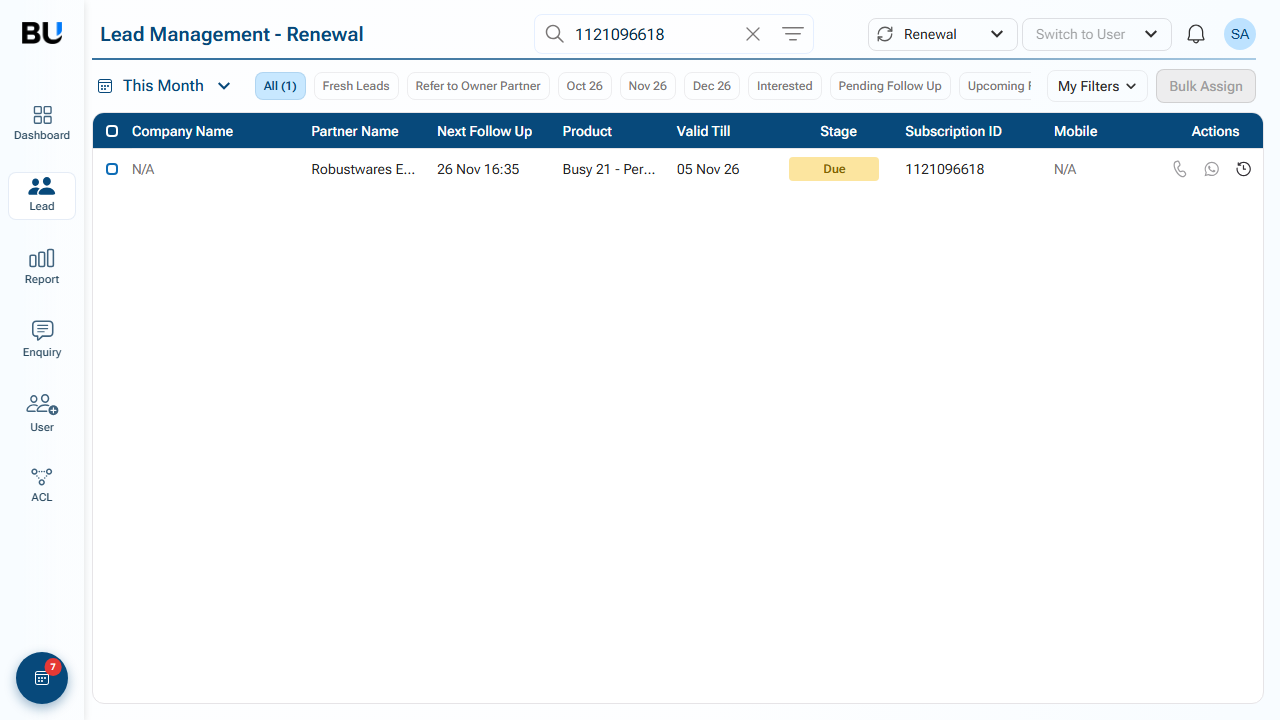 BU
Lead Management - Renewal
1121096618
Renewal
Switch to User
SA
This Month
All (1)
Fresh Leads
Refer to Owner Partner
Oct 26
Nov 26
Dec 26
Interested
Pending Follow Up
Upcoming F
My Filters
Bulk Assign
Dashboard
Lead
Report
Enquiry
User
ACL
7
Company Name Partner Name Next Follow Up Product Valid Till Stage Subscription ID Mobile Actions
N/A Robustwares E... 26 Nov 16:35 Busy 21 - Per... 05 Nov 26 Due 1121096618 N/A